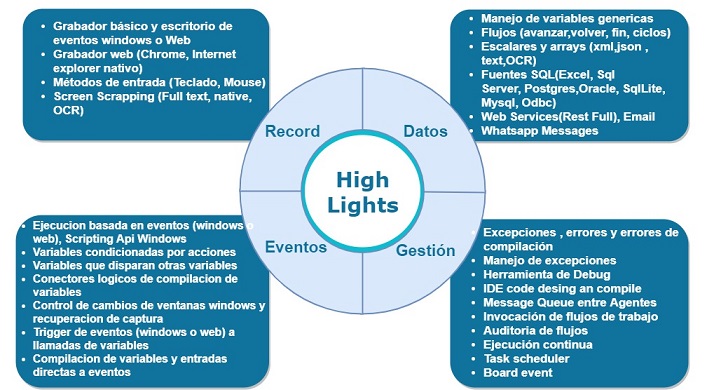 • Grabador básico y escritorio de
eventos windows o Web
• Grabador web (Chrome, Internet
explorer nativo)
• Métodos de entrada (Teclado, Mouse)
• Screen Scrapping (Full text, native,
OCR)
• Manejo de variables genericas
• Flujos (avanzar,volver, fin, ciclos)
• Escalares y arrays (xml,json ,
text,OCR)
• Fuentes SQL(Excel, Sql
Server, Postgres,Oracle, SqlLite,
Mysql, Odbc)
• Web Services(Rest Full), Email
• Whatsapp Messages
Record
Datos
High
Lights
Eventos
Gestión
• Ejecucion basada en eventos (windows o
web), Scripting Api Windows
• Variables condicionadas por acciones
• Variables que disparan otras variables
• Conectores logicos de compilacion de
variables
• Control de cambios de ventanas windows y
recuperacion de captura
• Trigger de eventos (windows o web) a
llamadas de variables
• Compilacion de variables y entradas
directas a eventos
• Excepciones , errores y errores de
compilación
• Manejo de excepciones
• Herramienta de Debug
• IDE code desing an compile
• Message Queue entre Agentes
• Invocación de flujos de trabajo
• Auditoria de flujos
• Ejecución continua
• Task scheduler
• Board event